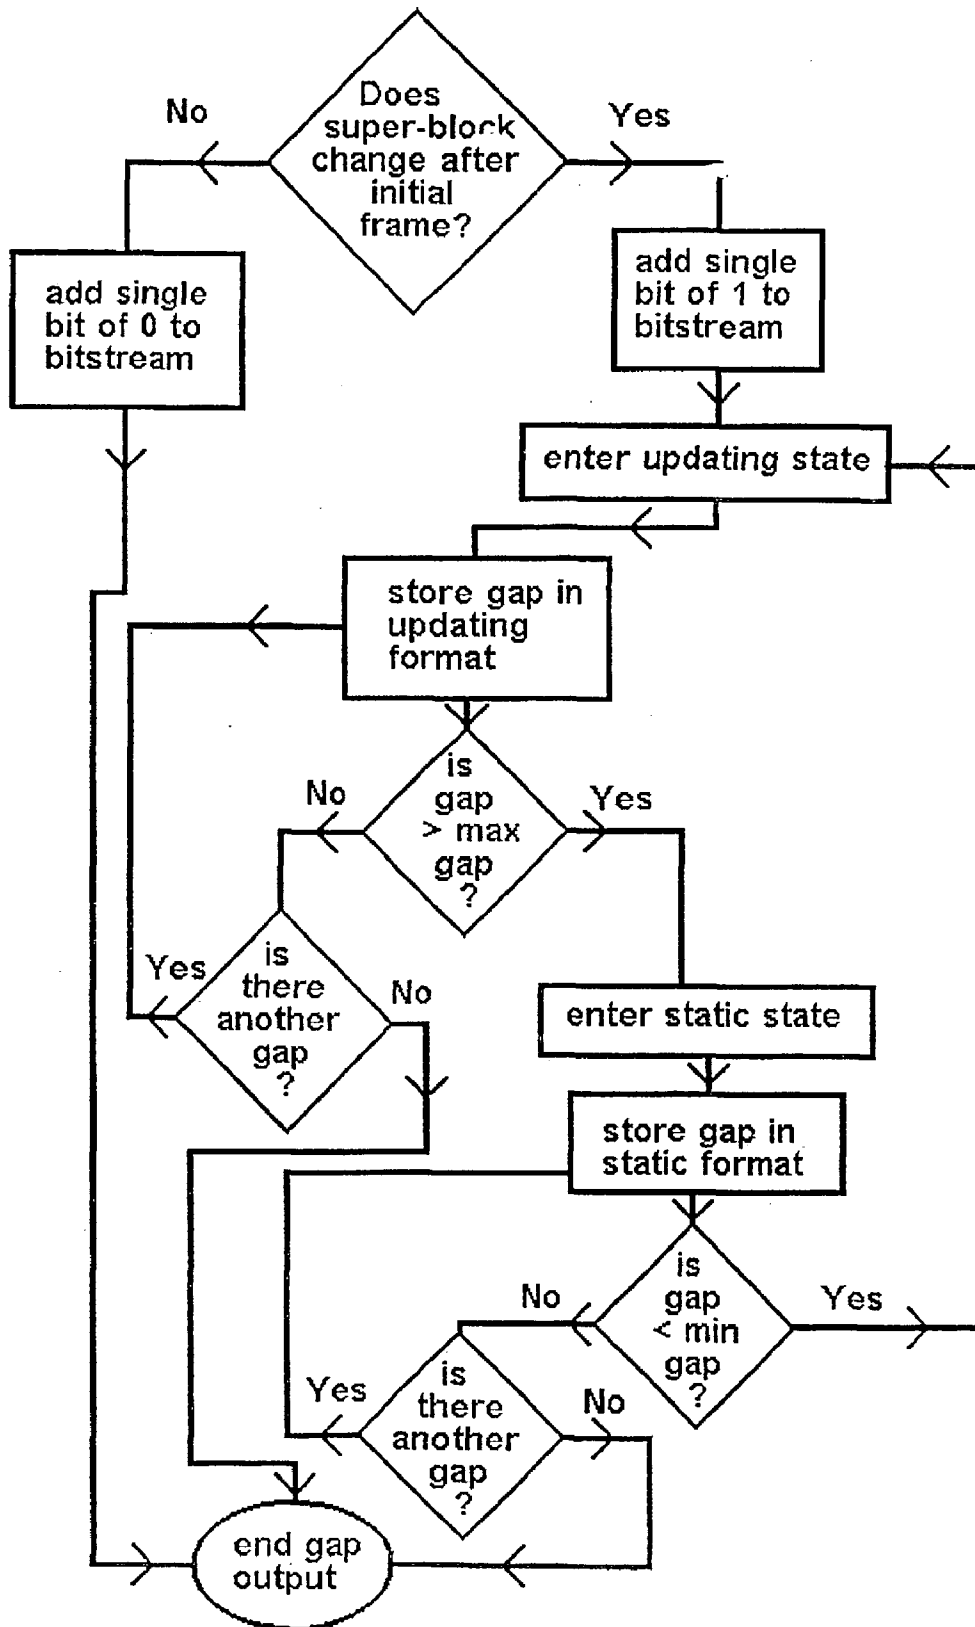 No
Does
super-block
change after
initial
frame?
Yes
add single
bit of 0 to
bitstream
add single
bit of 1 to
bitstream
enter updating state
store gap in
updating
format
No
is
gap
> max
gap
?
Yes
Yes
is
there
another
gap
?
No
enter static state
store gap in
static format
No
is
gap
< min
gap
?
Yes
Yes
is
there
another
gap
?
No
end gap
output